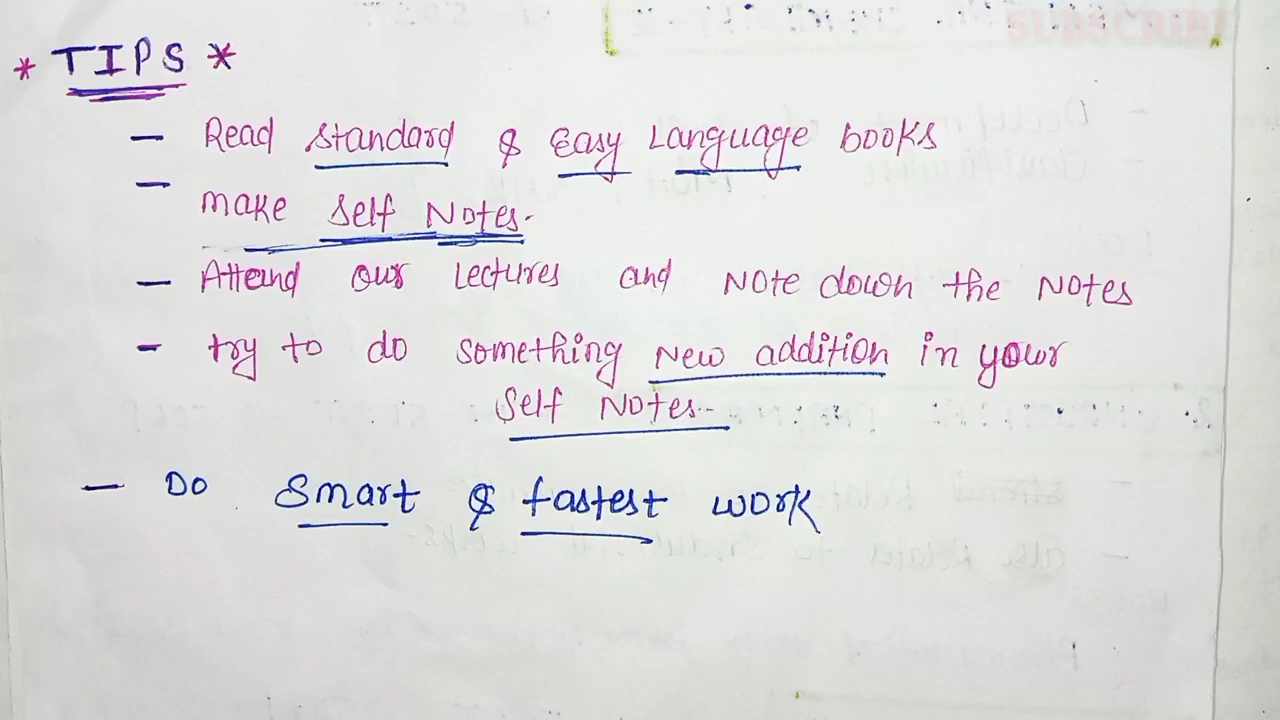 SUBSCRIBE
* TIPS *
- Read Standard & Easy Language books
- make Self Notes.
- Attend our Lectures and Note down the Notes
- try to do something New addition in your
Self Notes..
- Do Smart & fastest work